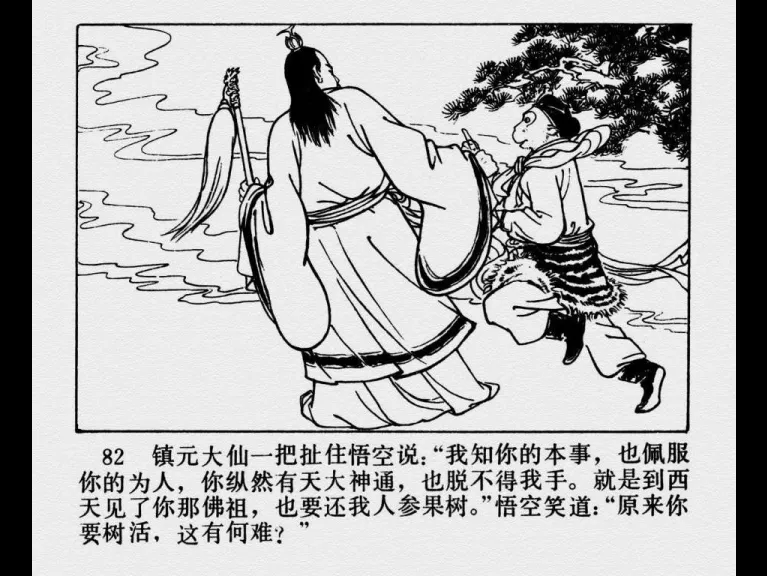 82 镇元大仙一把扯住悟空说：“我知你的本事，也佩服
你的为人，你纵然有天大神通，也脱不得我手。就是到西
天见了你那佛祖，也要还我人参果树。”悟空笑道：“原来你
要树活，这有何难？”